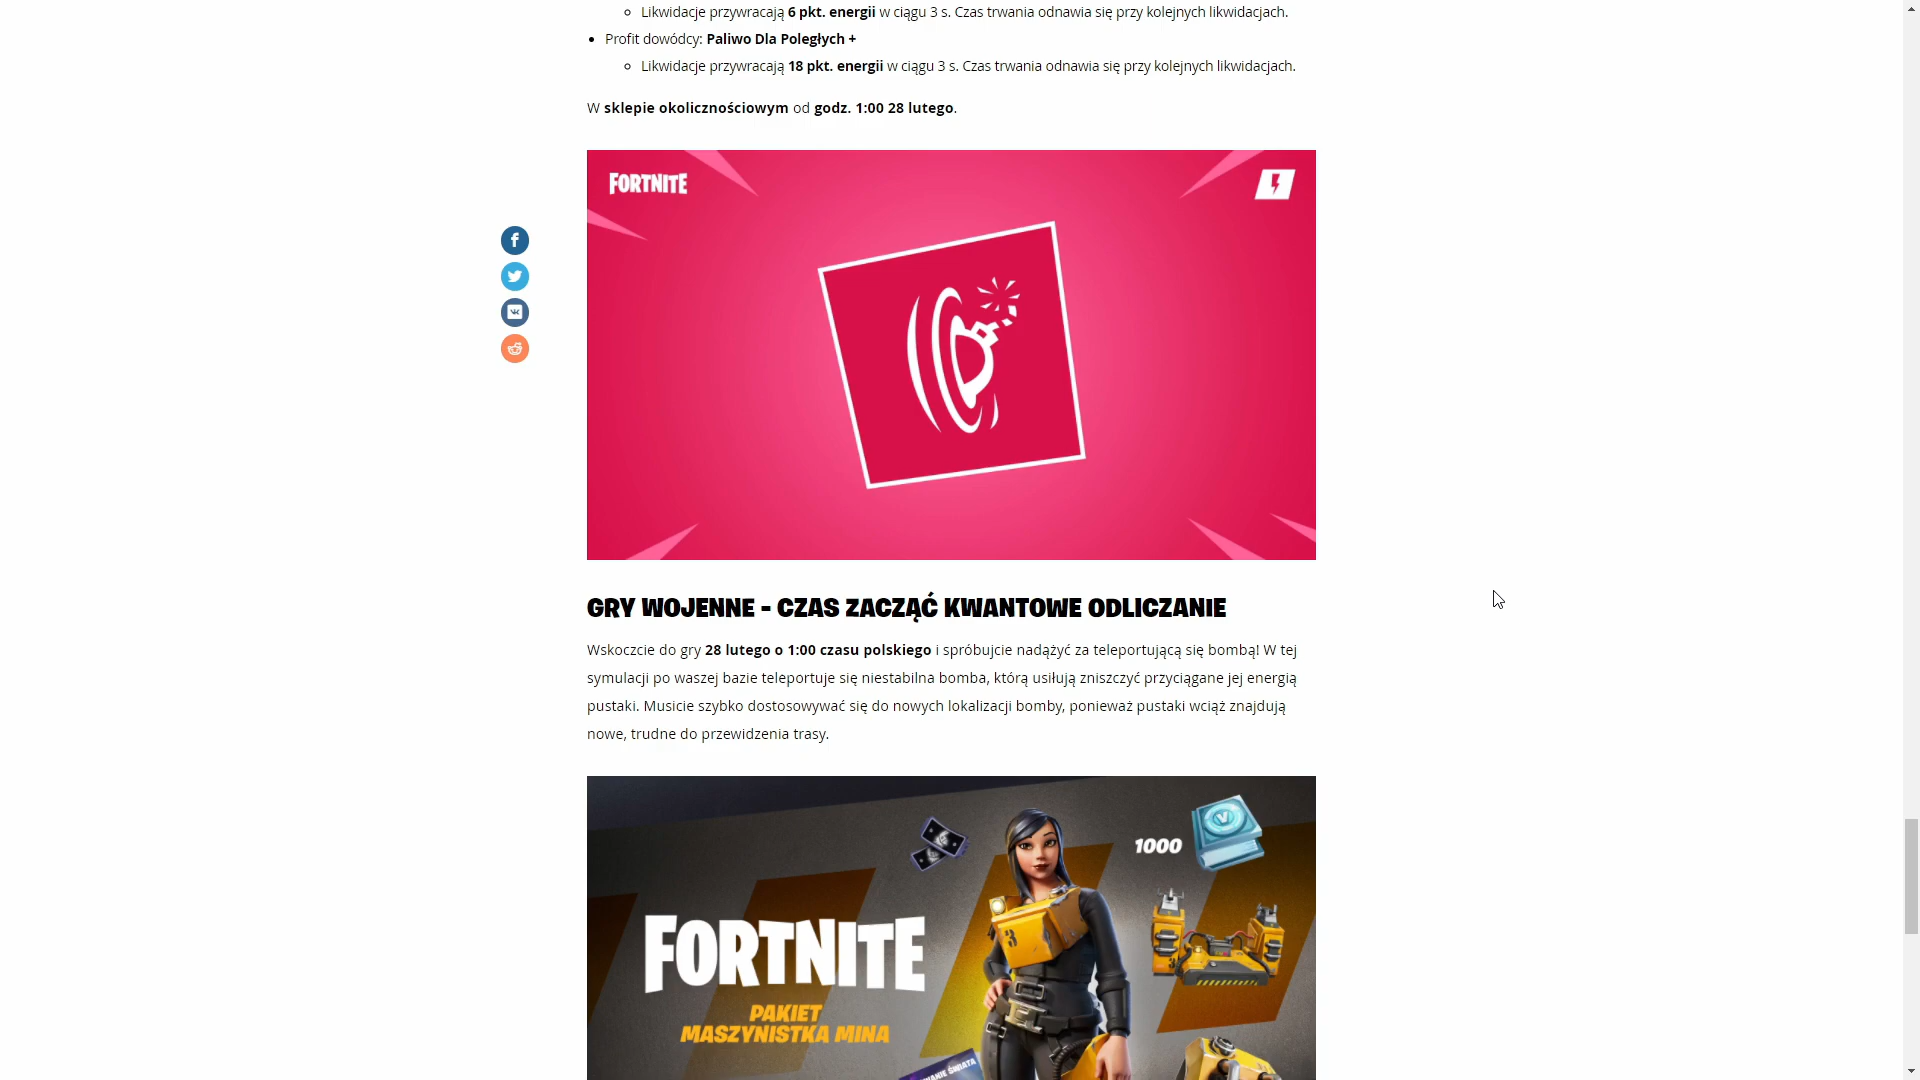 Likwidacje przywracają 6 pkt. energii w ciągu 3 s. Czas trwania odnawia się przy kolejnych likwidacjach.
Profit dowódcy: Paliwo Dla Poległych +
Likwidacje przywracają 18 pkt. energii w ciągu 3 s. Czas trwania odnawia się przy kolejnych likwidacjach.
W sklepie okolicznościowym od godz. 1:00 28 lutego.
FORTNITE
GRY WOJENNE - CZAS ZACZĄĆ KWANTOWE ODLICZANIE
Wskoczcie do gry 28 lutego o 1:00 czasu polskiego i spróbujcie nadążyć za teleportującą się bombą! W tej
symulacji po waszej bazie teleportuje się niestabilna bomba, którą usiłują zniszczyć przyciągane jej energią
pustaki. Musicie szybko dostosowywać się do nowych lokalizacji bomby, ponieważ pustaki wciąż znajdują
nowe, trudne do przewidzenia trasy.
1000
V
3
FORTNITE
PAKIET
MASZYNISTKA MINA
ŚWIATA